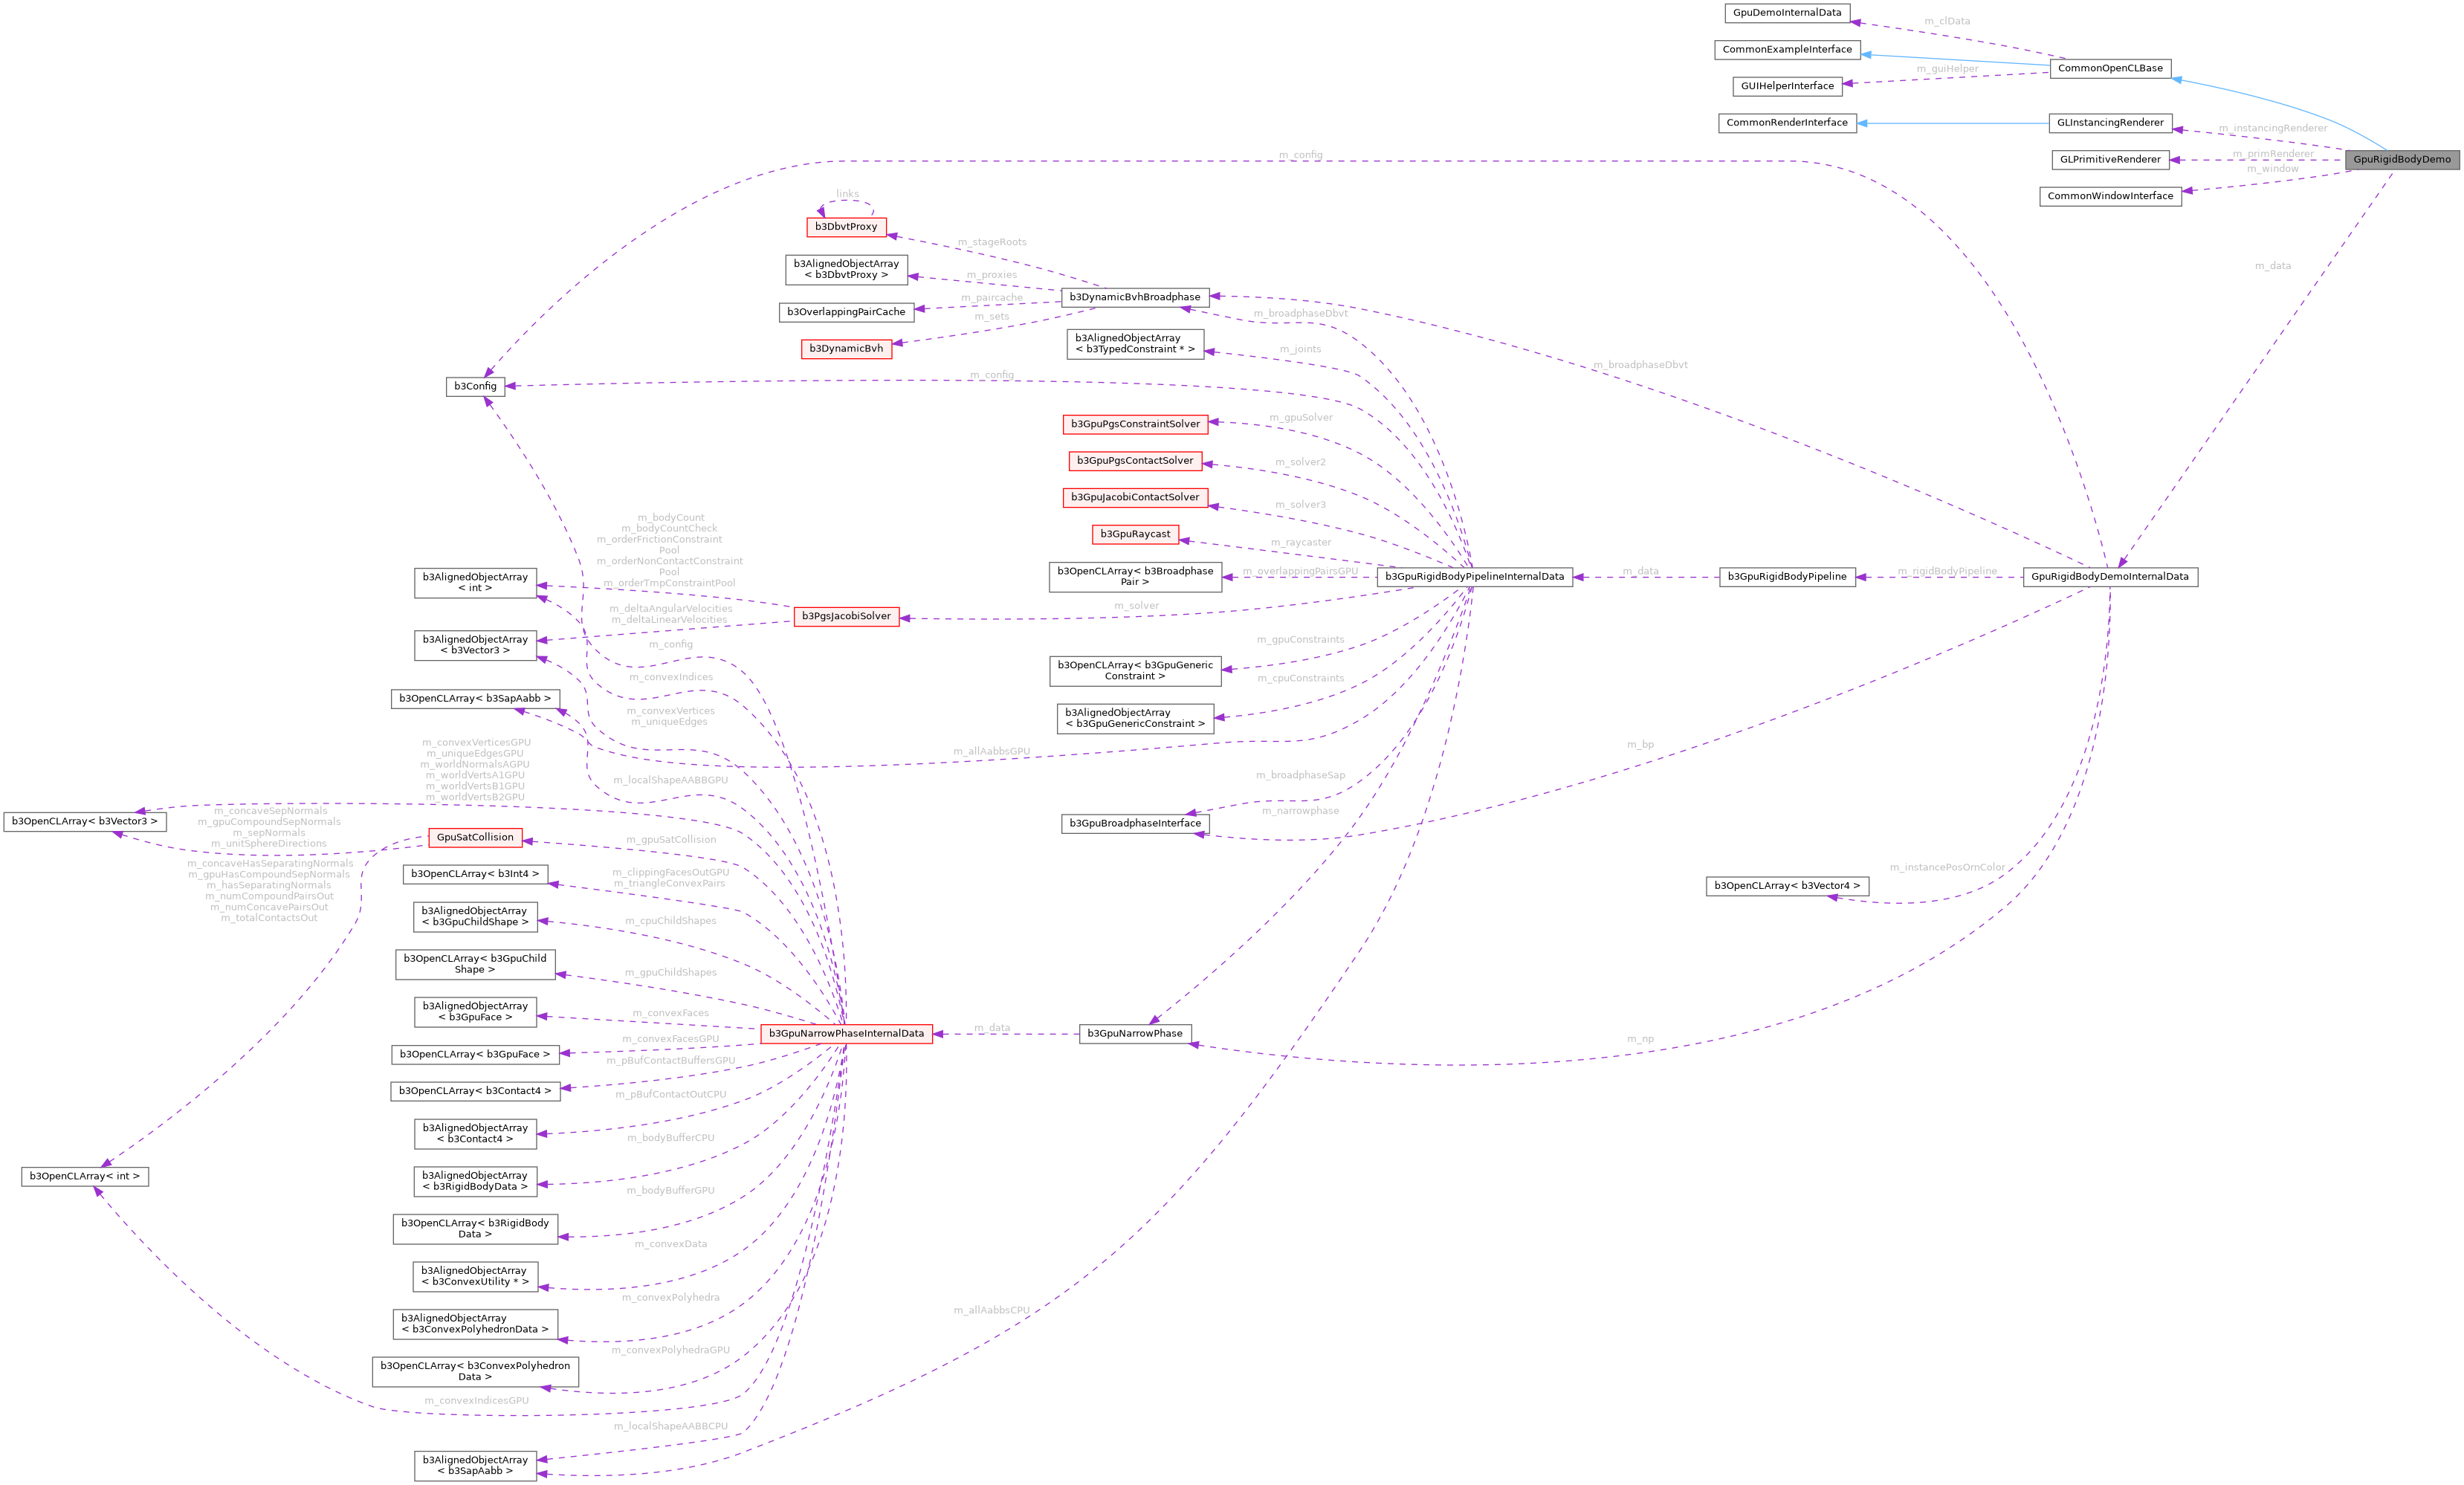 GpuDemoInternalData
m_clData
CommonExampleInterface
CommonOpenCLBase
m_guiHelper
GUIHelperInterface
CommonRenderInterface
GLInstancingRenderer
m_instancingRenderer
m_config
m_primRenderer
GLPrimitiveRenderer
GpuRigidBodyDemo
m_window
CommonWindowInterface
links
b3DbvtProxy
m_stageRoots
b3AlignedObjectArray
< b3DbvtProxy >
m_proxies
m_data
m_paircache
b3DynamicBvhBroadphase
b3OverlappingPairCache
m_sets
m_broadphaseDbvt
b3DynamicBvh
b3AlignedObjectArray
< b3TypedConstraint * >
m_joints
m_broadphaseDbvt
b3Config
m_config
b3GpuPgsConstraintSolver
m_gpuSolver
b3GpuPgsContactSolver
m_solver2
b3GpuJacobiContactSolver
m_solver3
b3GpuRaycast
m_raycaster
m_bodyCount
m_bodyCountCheck
m_orderFrictionConstraint
Pool
m_orderNonContactConstraint
Pool
m_orderTmpConstraintPool
b3AlignedObjectArray
< int >
b3OpenCLArray< b3Broadphase
Pair >
m_overlappingPairsGPU
b3GpuRigidBodyPipelineInternalData
m_data
b3GpuRigidBodyPipeline
m_rigidBodyPipeline
GpuRigidBodyDemoInternalData
m_deltaAngularVelocities
m_deltaLinearVelocities
b3PgsJacobiSolver
m_solver
b3AlignedObjectArray
< b3Vector3 >
m_config
m_gpuConstraints
b3OpenCLArray< b3GpuGeneric
Constraint >
m_convexIndices
m_cpuConstraints
b3OpenCLArray< b3SapAabb >
m_convexVertices
m_uniqueEdges
b3AlignedObjectArray
< b3GpuGenericConstraint >
m_allAabbsGPU
m_bp
m_convexVerticesGPU
m_uniqueEdgesGPU
m_worldNormalsAGPU
m_worldVertsA1GPU
m_worldVertsB1GPU
m_worldVertsB2GPU
m_localShapeAABBGPU
m_broadphaseSap
m_narrowphase
b3OpenCLArray< b3Vector3 >
m_concaveSepNormals
m_gpuCompoundSepNormals
m_sepNormals
m_unitSphereDirections
GpuSatCollision
m_gpuSatCollision
b3GpuBroadphaseInterface
m_concaveHasSeparatingNormals
m_gpuHasCompoundSepNormals
m_hasSeparatingNormals
m_numCompoundPairsOut
m_numConcavePairsOut
m_totalContactsOut
b3OpenCLArray< b3Int4 >
m_clippingFacesOutGPU
m_triangleConvexPairs
m_instancePosOrnColor
b3OpenCLArray< b3Vector4 >
b3AlignedObjectArray
< b3GpuChildShape >
m_cpuChildShapes
b3OpenCLArray< b3GpuChild
Shape >
m_gpuChildShapes
b3AlignedObjectArray
< b3GpuFace >
m_convexFaces
b3GpuNarrowPhaseInternalData
m_data
b3GpuNarrowPhase
m_np
b3OpenCLArray< b3GpuFace >
m_convexFacesGPU
b3OpenCLArray< b3Contact4 >
m_pBufContactBuffersGPU
b3AlignedObjectArray
< b3Contact4 >
m_pBufContactOutCPU
b3OpenCLArray< int >
b3AlignedObjectArray
< b3RigidBodyData >
m_bodyBufferCPU
b3OpenCLArray< b3RigidBody
Data >
m_bodyBufferGPU
b3AlignedObjectArray
< b3ConvexUtility * >
m_convexData
b3AlignedObjectArray
< b3ConvexPolyhedronData >
m_convexPolyhedra
m_allAabbsCPU
b3OpenCLArray< b3ConvexPolyhedron
Data >
m_convexPolyhedraGPU
m_convexIndicesGPU
m_localShapeAABBCPU
b3AlignedObjectArray
< b3SapAabb >